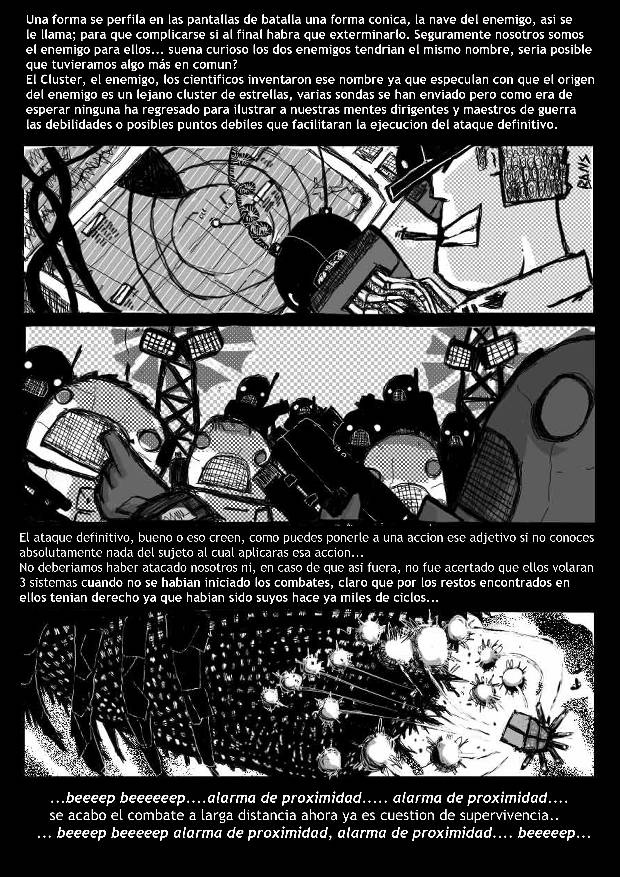 Una forma se perfila en las pantallas de batalla una forma conica, la nave del enemigo, asi se
le llama; para que complicarse si al final habra que exterminarlo. Seguramente nosotros somos
el enemigo para ellos... suena curioso los dos enemigos tendrian el mismo nombre, seria posible
que tuvieramos algo más en comun?
El Cluster, el enemigo, los cientificos inventaron ese nombre ya que especulan con que el origen
del enemigo es un lejano cluster de estrellas, varias sondas se han enviado pero como era de
esperar ninguna ha regresado para ilustrar a nuestras mentes dirigentes y maestros de guerra
las debilidades o posibles puntos debiles que facilitaran la ejecucion del ataque definitivo.
RANS
El ataque definitivo, bueno o eso creen, como puedes ponerle a una accion ese adjetivo si no conoces
absolutamente nada del sujeto al cual aplicaras esa accion...
No deberiamos haber atacado nosotros ni, en caso de que asi fuera, no fue acertado que ellos volaran
3 sistemas cuando no se habian iniciado los combates, claro que por los restos encontrados en
ellos tenian derecho ya que habian sido suyos hace ya miles de ciclos...
...beeeep beeeeeep....alarma de proximidad..... alarma de proximidad....
se acabo el combate a larga distancia ahora ya es cuestion de supervivencia..
... beeeep beeeeep alarma de proximidad, alarma de proximidad.... beeeeep...